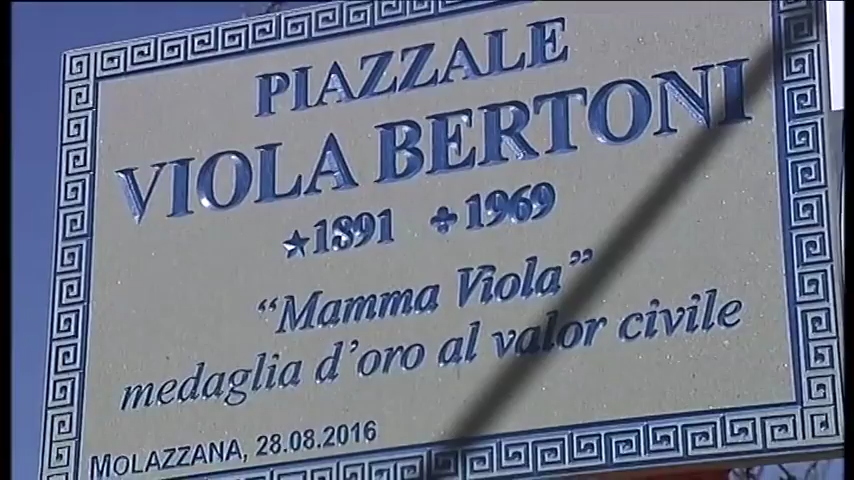 PIAZZALE
VIOLA BERTONI
★1891 ✤1969
“Mamma Viola”
medaglia d’oro al valor civile
MOLAZZANA, 28.08.2016